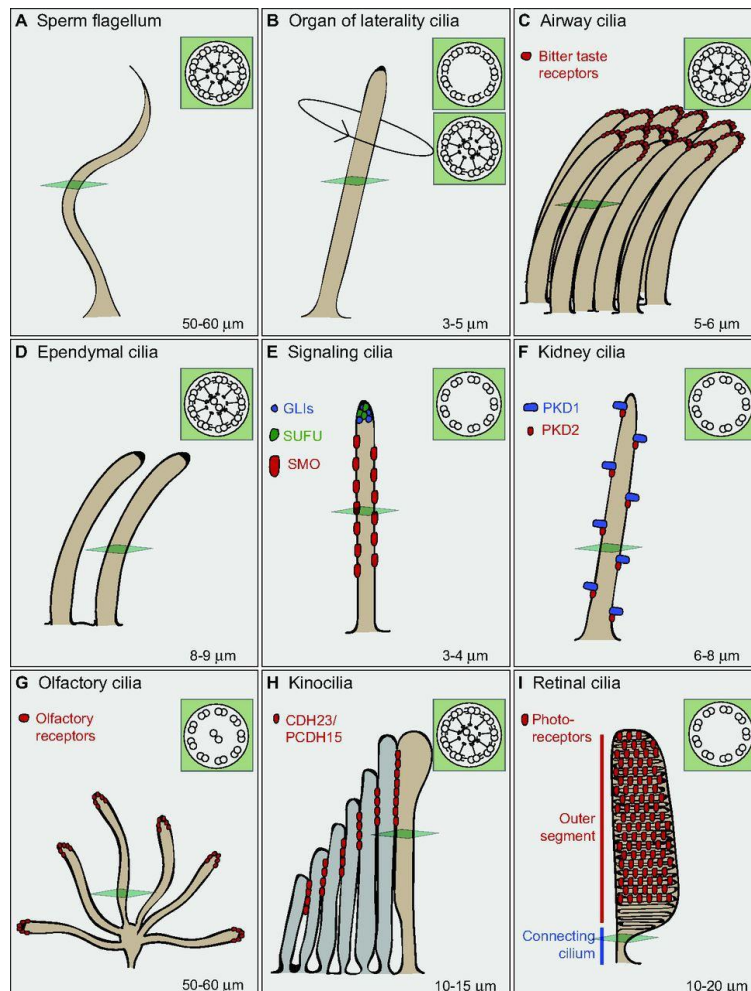 A Sperm flagellum
50-60 μm
B Organ of laterality cilia
3-5 μm
C Airway cilia
Bitter taste
receptors
5-6 μm
D Ependymal cilia
8-9 μm
E Signaling cilia
GLIs
SUFU
SMO
3-4 μm
F Kidney cilia
PKD1
PKD2
6-8 μm
G Olfactory cilia
Olfactory
receptors
50-60 μm
H Kinocilia
CDH23/
PCDH15
10-15 μm
I Retinal cilia
Photo-
receptors
Outer
segment
Connecting
cilium
10-20 μm